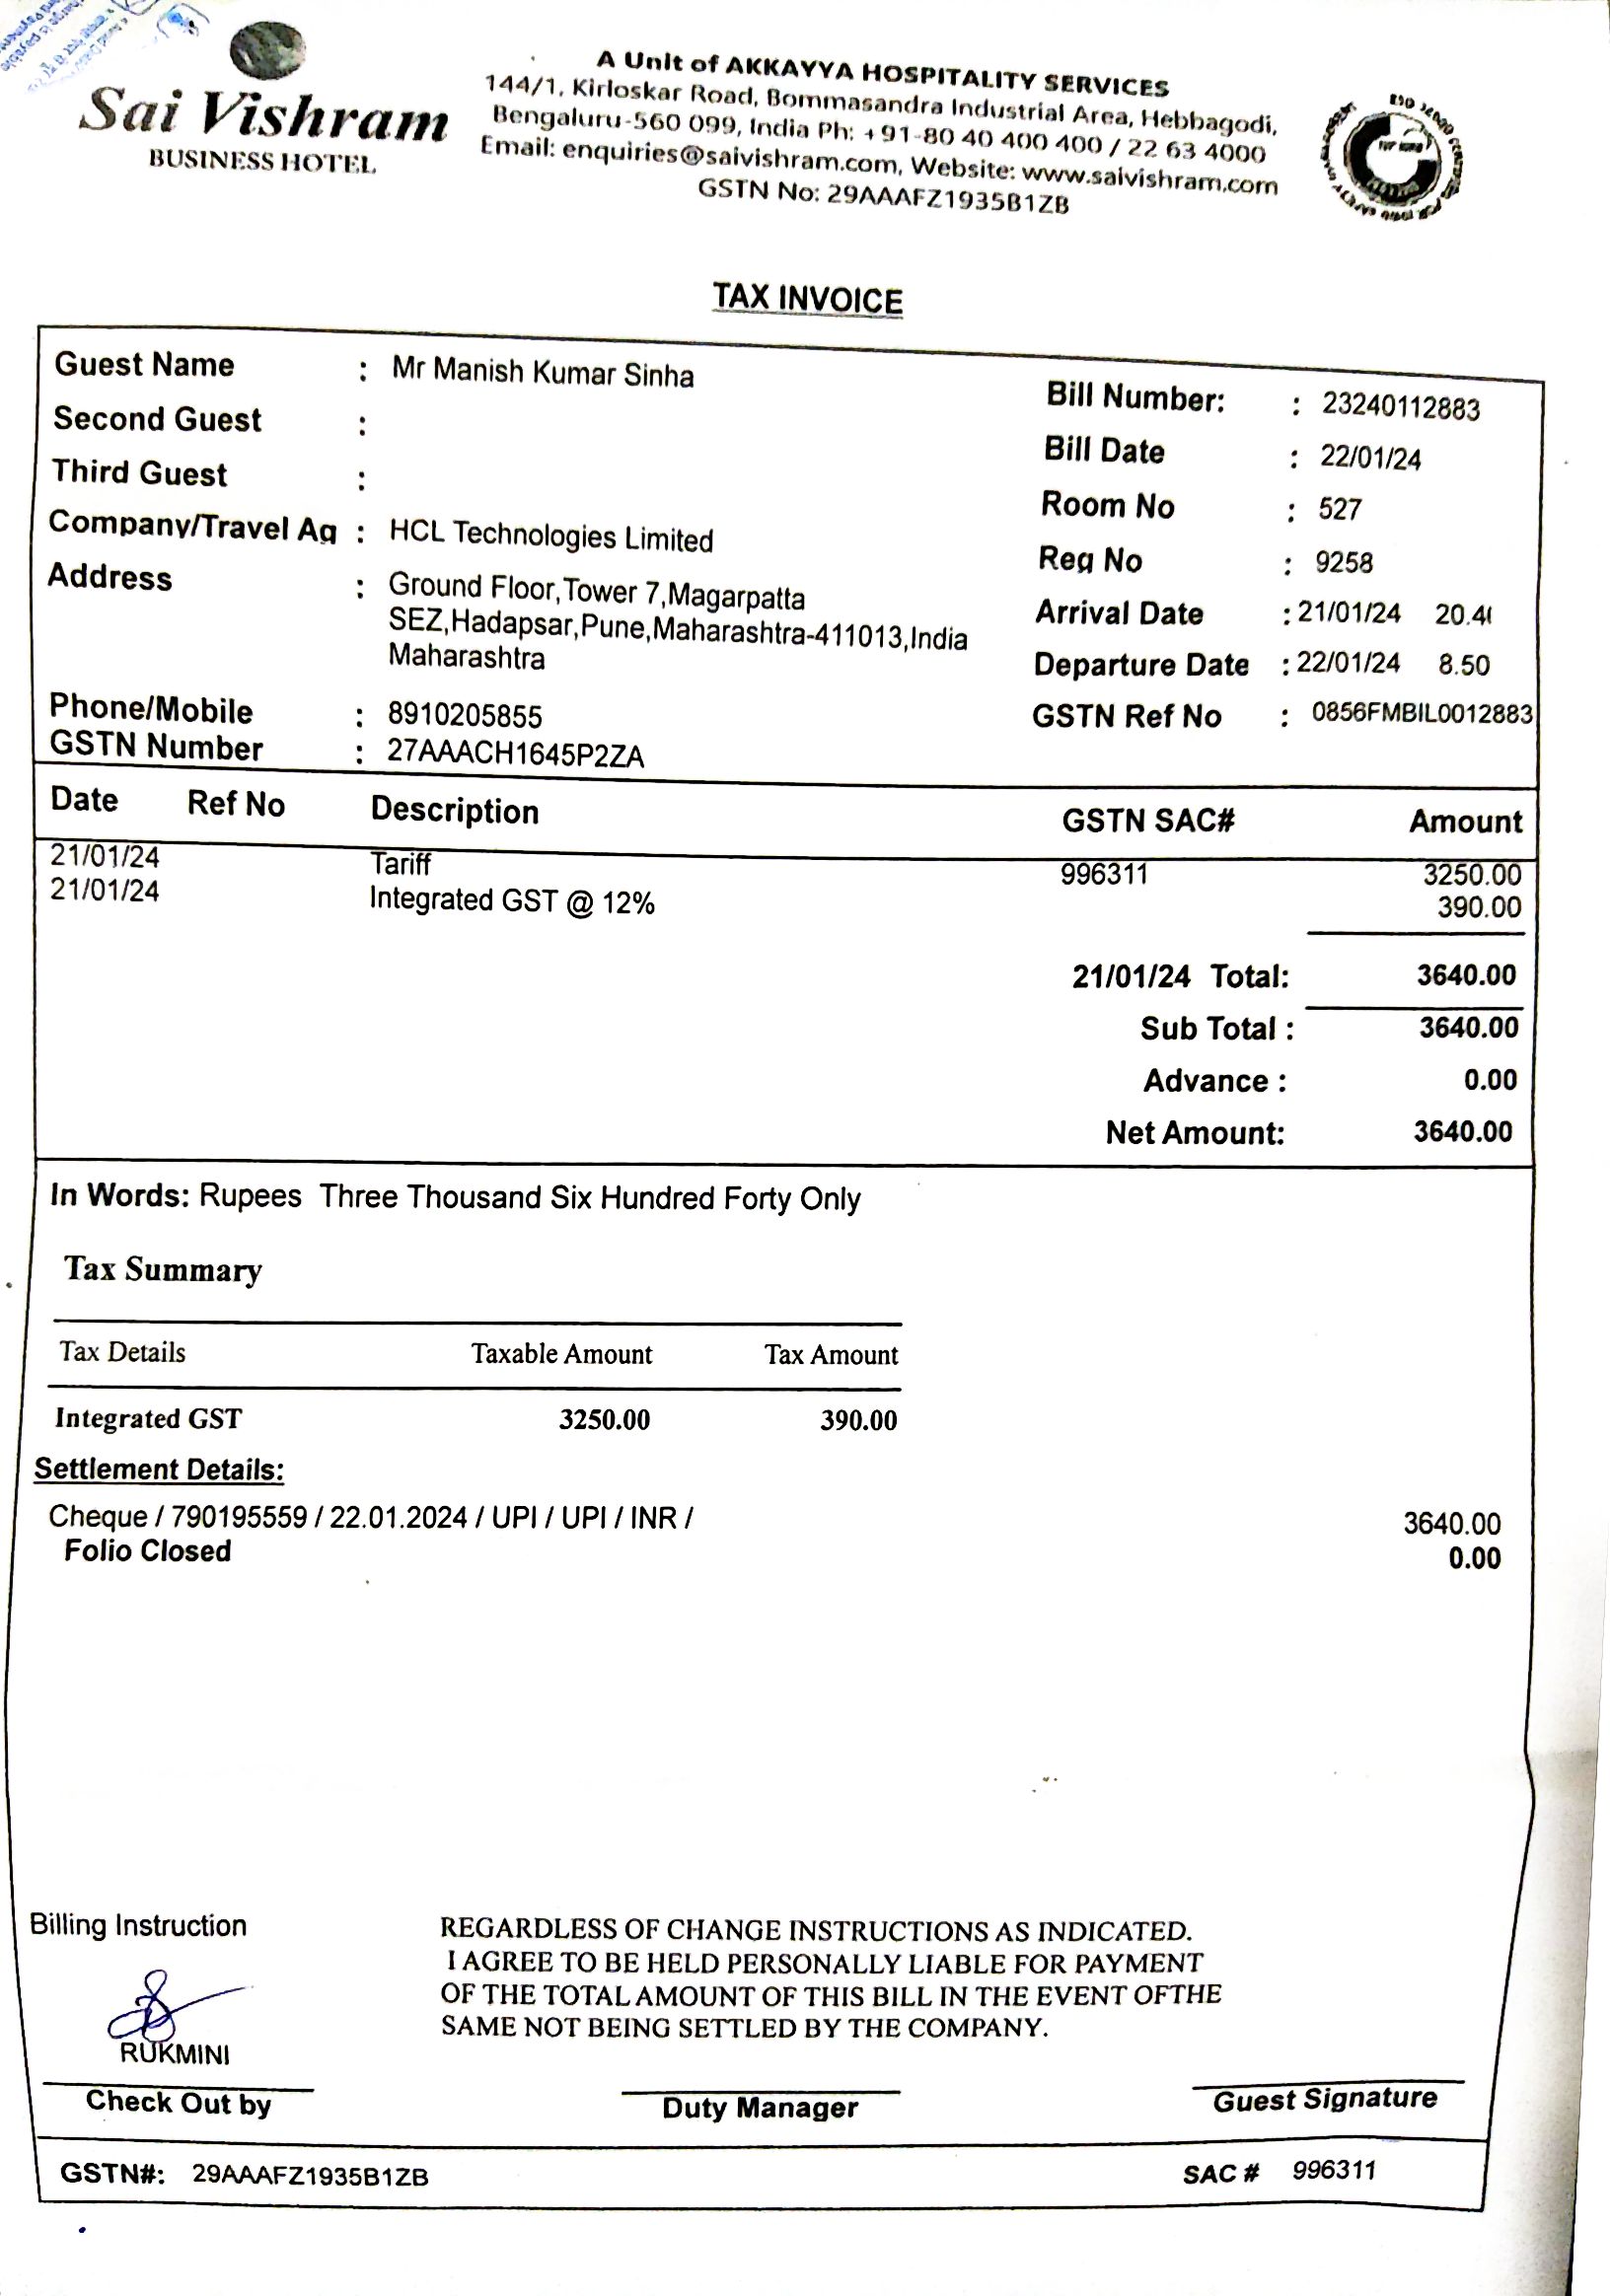 Sai Vishram
BUSINESS HOTEL
A Unit of AKKAYYA HOSPITALITY SERVICES
144/1, Kirloskar Road, Bommasandra Industrial Area, Hebbagodi,
Bengaluru-560 099, India Ph: +91-80 40 400 400 / 22 63 4000
Email: enquiries@saivishram.com, Website: www.saivishram.com
GSTN No: 29AAAFZ1935B1ZB
TAX INVOICE
Guest Name : Mr Manish Kumar Sinha
Second Guest :
Third Guest :
Company/Travel Ag : HCL Technologies Limited
Address : Ground Floor,Tower 7,Magarpatta
SEZ,Hadapsar,Pune,Maharashtra-411013,India
Maharashtra
Phone/Mobile : 8910205855
GSTN Number : 27AAACH1645P2ZA
Bill Number: : 23240112883
Bill Date : 22/01/24
Room No : 527
Reg No : 9258
Arrival Date : 21/01/24
Departure Date : 22/01/24 8.50
GSTN Ref No : 0856FMBIL0012883
Date Ref No Description GSTN SAC# Amount
21/01/24 Tariff 996311 3250.00
21/01/24 Integrated GST @ 12% 390.00
21/01/24 Total: 3640.00
Sub Total : 3640.00
Advance : 0.00
Net Amount: 3640.00
In Words: Rupees Three Thousand Six Hundred Forty Only
Tax Summary
Tax Details Taxable Amount Tax Amount
Integrated GST 3250.00 390.00
Settlement Details:
Cheque / 790195559 / 22.01.2024 / UPI / UPI / INR / 3640.00
Folio Closed 0.00
Billing Instruction
REGARDLESS OF CHANGE INSTRUCTIONS AS INDICATED.
I AGREE TO BE HELD PERSONALLY LIABLE FOR PAYMENT
OF THE TOTAL AMOUNT OF THIS BILL IN THE EVENT OFTHE
SAME NOT BEING SETTLED BY THE COMPANY.
RUKMINI
Check Out by Duty Manager Guest Signature
GSTN#: 29AAAFZ1935B1ZB SAC # 996311